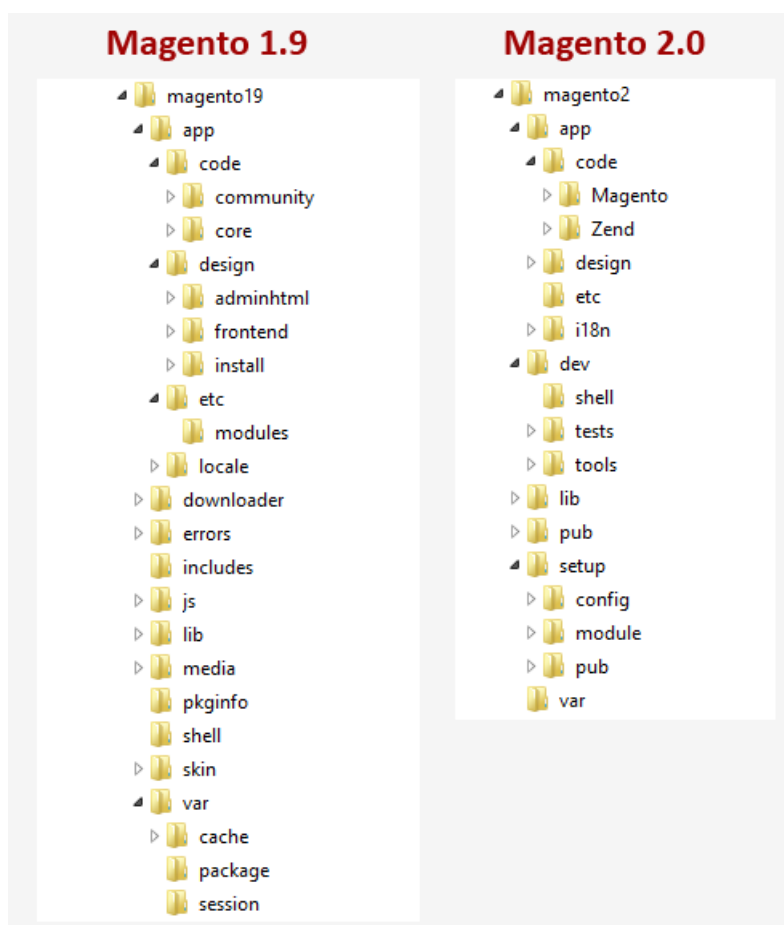 Magento 1.9
magento19
app
code
community
core
design
adminhtml
frontend
install
etc
modules
locale
downloader
errors
includes
js
lib
media
pkginfo
shell
skin
var
cache
package
session
Magento 2.0
magento2
app
code
Magento
Zend
design
etc
i18n
dev
shell
tests
tools
lib
pub
setup
config
module
pub
var